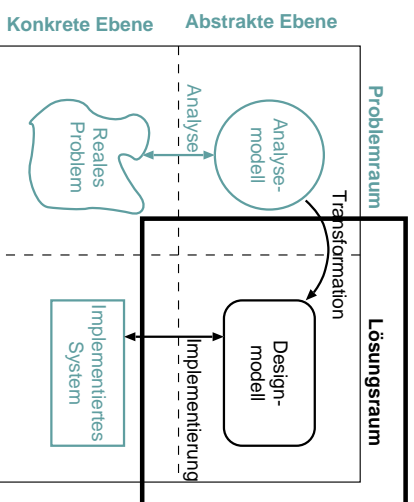 Konkrete Ebene
Abstrakte Ebene
Problemraum
Lösungsraum
Analyse-
modell
Transformation
Design-
modell
Analyse
Implementierung
Reales
Problem
Implementiertes
System